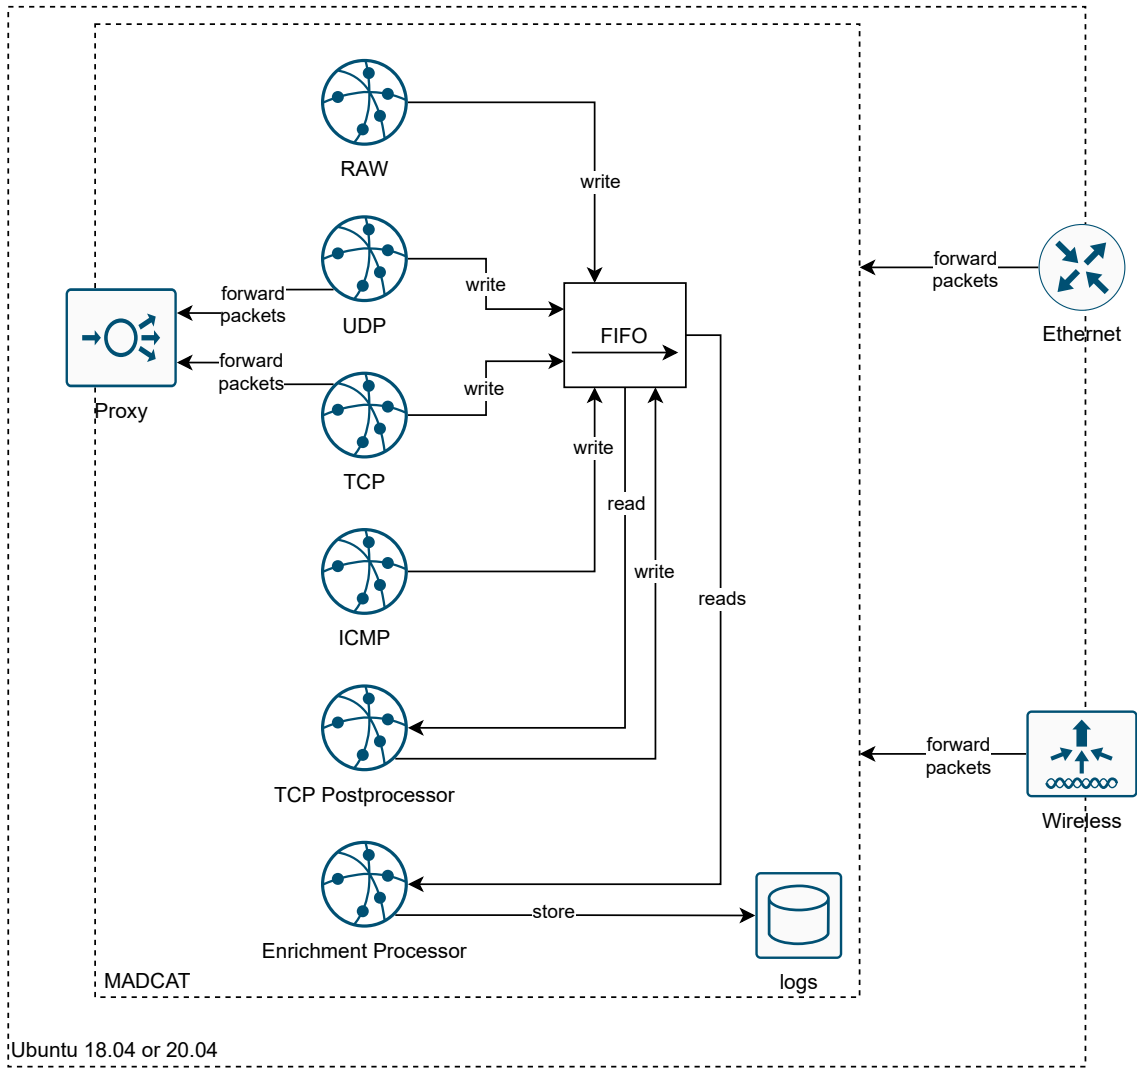 RAW
write
UDP
write
forward
packets
forward
packets
Proxy
TCP
write
FIFO
forward
packets
Ethernet
write
read
write
reads
ICMP
TCP Postprocessor
forward
packets
Wireless
Enrichment Processor
store
logs
MADCAT
Ubuntu 18.04 or 20.04